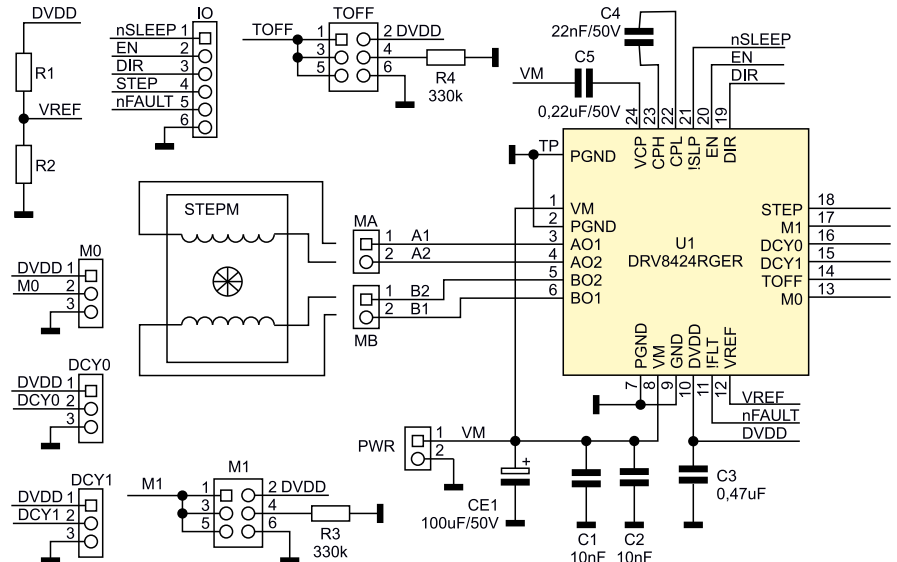 DVDD
R1
VREF
R2
IO
nSLEEP 1
EN 2
DIR 3
STEP 4
nFAULT 5
6
TOFF
TOFF 1 2 DVDD
3 4
5 6
R4
330k
C4
22nF/50V
C5
VM
0,22uF/50V
nSLEEP
EN
DIR
24 23 22 21 20 19
VCP CPH CPL !SLP EN DIR
TP PGND
1 VM
2 PGND
3 AO1
4 AO2
5 BO2
6 BO1
U1
DRV8424RGER
STEP 18
M1 17
DCY0 16
DCY1 15
TOFF 14
M0 13
PGND VM GND DVDD !FLT VREF
7 8 9 10 11 12
VREF
nFAULT
DVDD
STEPM
MA
1 A1
2 A2
1 B2
2 B1
MB
M0
DVDD 1
M0 2
3
DCY0
DVDD 1
DCY0 2
3
DCY1
DVDD 1
DCY1 2
3
M1
M1 1 2 DVDD
3 4
5 6
R3
330k
PWR 1 VM
2
+
CE1
100uF/50V
C1
10nF
C2
10nF
C3
0,47uF